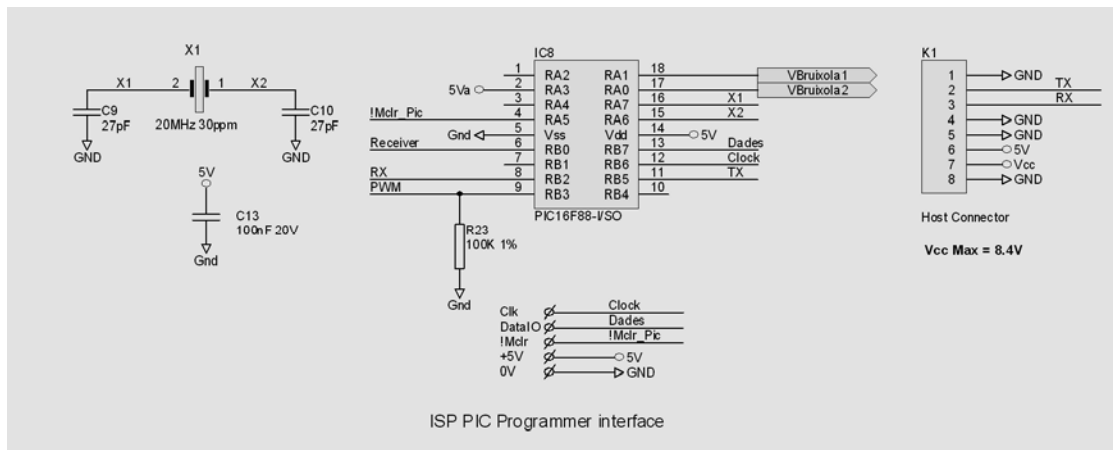 X1
X1 2 1 X2
C9
27pF
20MHz 30ppm
C10
27pF
GND
GND
5V
C13
100nF 20V
Gnd
IC8
1 RA2 RA1 18 VBruixola1
5Va 2 RA3 RA0 17 VBruixola2
3 RA4 RA7 16 X1
!Mclr_Pic 4 RA5 RA6 15 X2
Gnd 5 Vss Vdd 14 5V
Receiver 6 RB0 RB7 13 Dades
7 RB1 RB6 12 Clock
RX 8 RB2 RB5 11 TX
PWM 9 RB3 RB4 10
PIC16F88-I/SO
R23
100K 1%
Gnd
Clk Clock
DataIO Dades
!Mclr !Mclr_Pic
+5V 5V
0V GND
K1
1 GND
2 TX
3 RX
4 GND
5 GND
6 5V
7 Vcc
8 GND
Host Connector
Vcc Max = 8.4V
ISP PIC Programmer interface